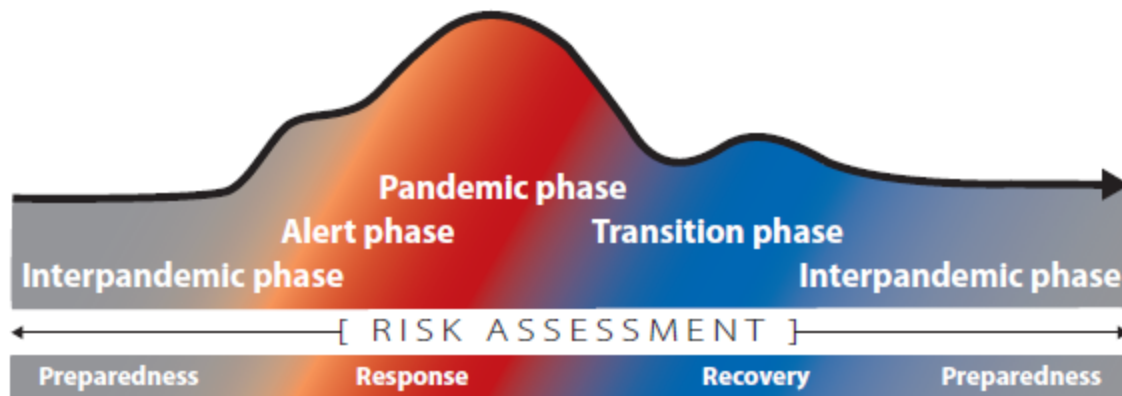 Pandemic phase
Alert phase Transition phase
Interpandemic phase Interpandemic phase
[ RISK ASSESSMENT ]
Preparedness Response Recovery Preparedness